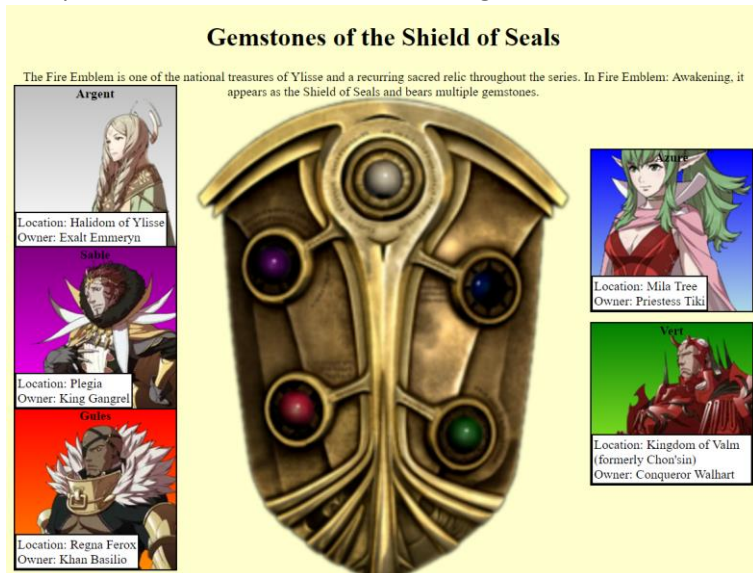 Gemstones of the Shield of Seals
The Fire Emblem is one of the national treasures of Ylisse and a recurring sacred relic throughout the series. In Fire Emblem: Awakening, it
appears as the Shield of Seals and bears multiple gemstones.
Argent
Location: Halidom of Ylisse
Owner: Exalt Emmeryn
Sable
Location: Plegia
Owner: King Gangrel
Gules
Location: Regna Ferox
Owner: Khan Basilio
Azure
Location: Mila Tree
Owner: Priestess Tiki
Vert
Location: Kingdom of Valm
(formerly Chon'sin)
Owner: Conqueror Walhart